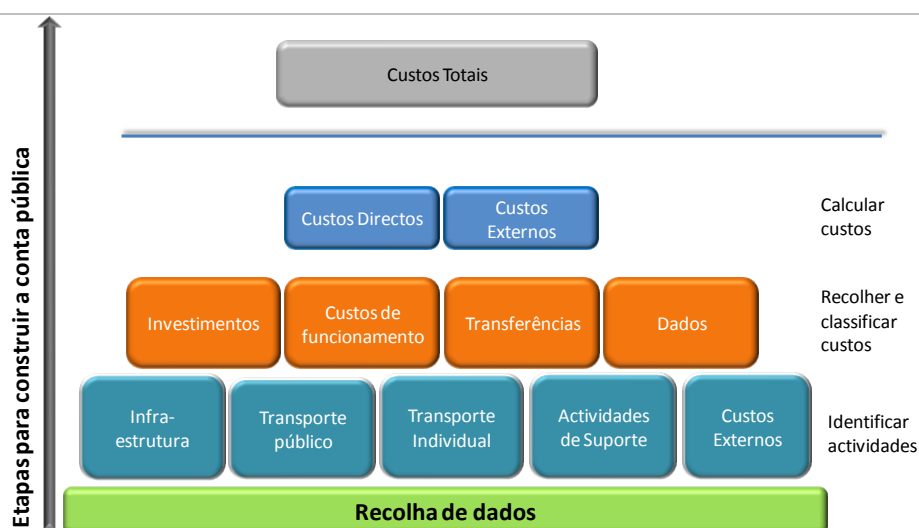 Etapas para construir a conta pública
Custos Totais
Custos Directos
Custos
Externos
Calcular
custos
Investimentos
Custos de
funcionamento
Transferências
Dados
Recolher e
classificar
custos
Infra-
estrutura
Transporte
público
Transporte
Individual
Actividades
de Suporte
Custos
Externos
Identificar
actividades
Recolha de dados